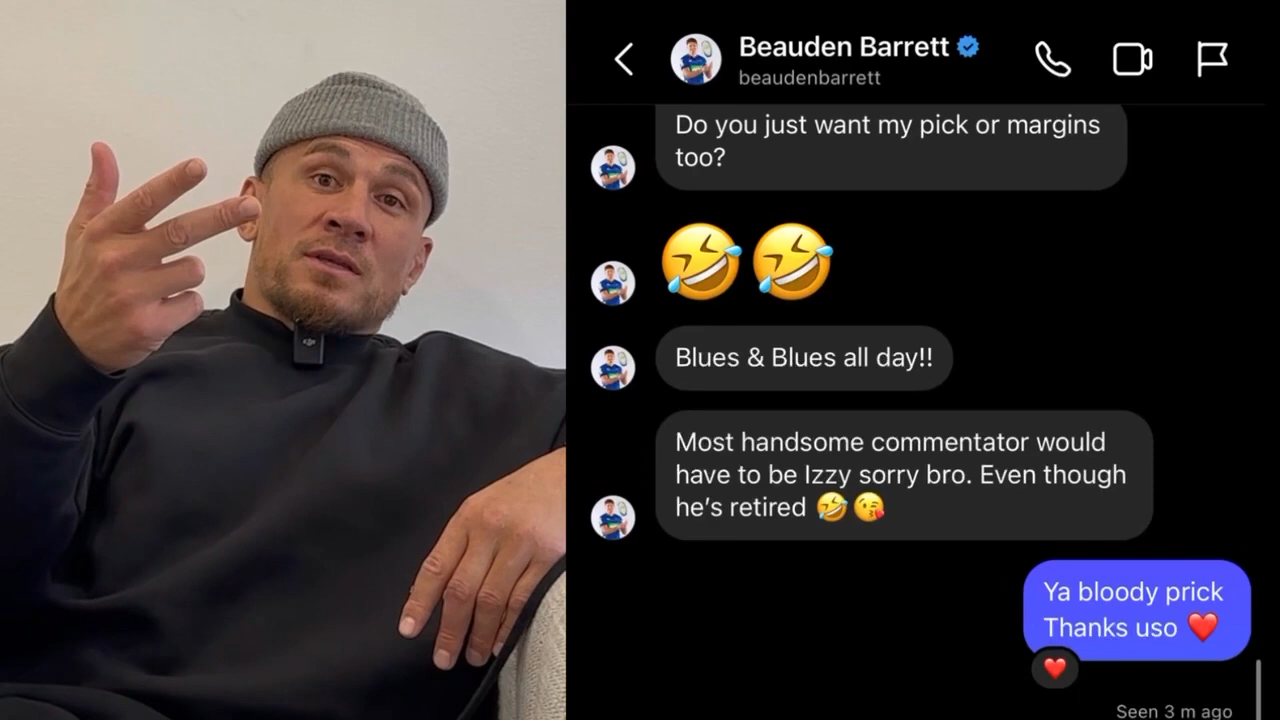 Beauden Barrett
beaudenbarrett
Do you just want my pick or margins
too?
🤣🤣
Blues & Blues all day!!
Most handsome commentator would
have to be Izzy sorry bro. Even though
he's retired 🤣😘
Ya bloody prick
Thanks uso ❤️
❤️
Seen 3 m ago